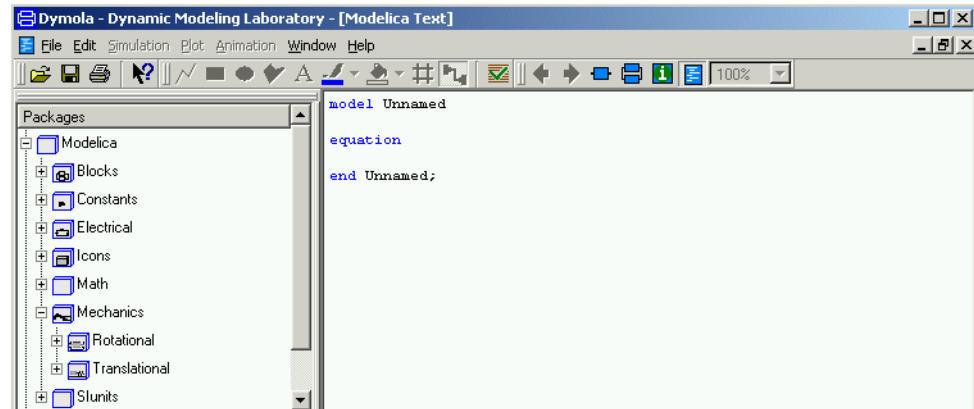 Dymola - Dynamic Modeling Laboratory - [Modelica Text]
File Edit Simulation Plot Animation Window Help
A 100%
Packages
Modelica
Blocks
Constants
Electrical
Icons
Math
Mechanics
Rotational
Translational
SIunits
model Unnamed
equation
end Unnamed;